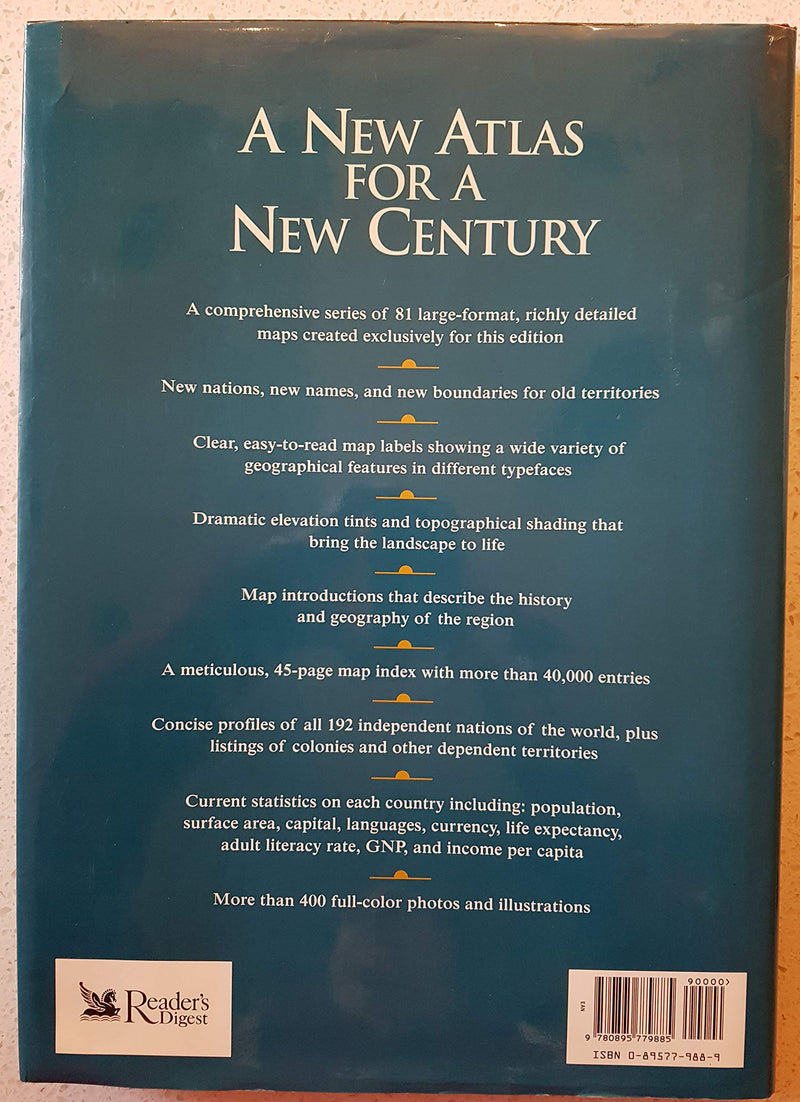 A NEW ATLAS
FOR A
NEW CENTURY
A comprehensive series of 81 large-format, richly detailed
maps created exclusively for this edition
New nations, new names, and new boundaries for old territories
Clear, easy-to-read map labels showing a wide variety of
geographical features in different typefaces
Dramatic elevation tints and topographical shading that
bring the landscape to life
Map introductions that describe the history
and geography of the region
A meticulous, 45-page map index with more than 40,000 entries
Concise profiles of all 192 independent nations of the world, plus
listings of colonies and other dependent territories
Current statistics on each country including: population,
surface area, capital, languages, currency, life expectancy,
adult literacy rate, GNP, and income per capita
More than 400 full-color photos and illustrations
Reader's
Digest
90000>
EAN
9 780895 779885
ISBN 0-89577-988-9